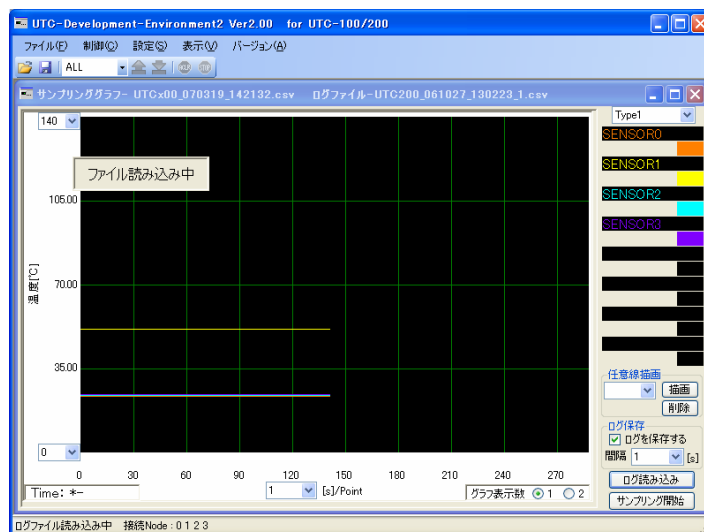 UTC-Development-Environment2 Ver2.00 for UTC-100/200
ファイル(F) 制御(C) 設定(S) 表示(V) バージョン(A)
ALL
サンプリンググラフ- UTCx00_070319_142132.csv ログファイル-UTC200_061027_130223_1.csv
140
Type1
SENSOR0
ファイル読み込み中
SENSOR1
SENSOR2
105.00
SENSOR3
70.00
温度[℃]
35.00
任意線描画
描画
削除
ログ保存
ログを保存する
0
間隔 1 [s]
0 30 60 90 120 150 180 210 240 270
ログ読み込み
Time: *-
1 [s]/Point
グラフ表示数 1 2
サンプリング開始
ログファイル読み込み中 接続Node : 0 1 2 3